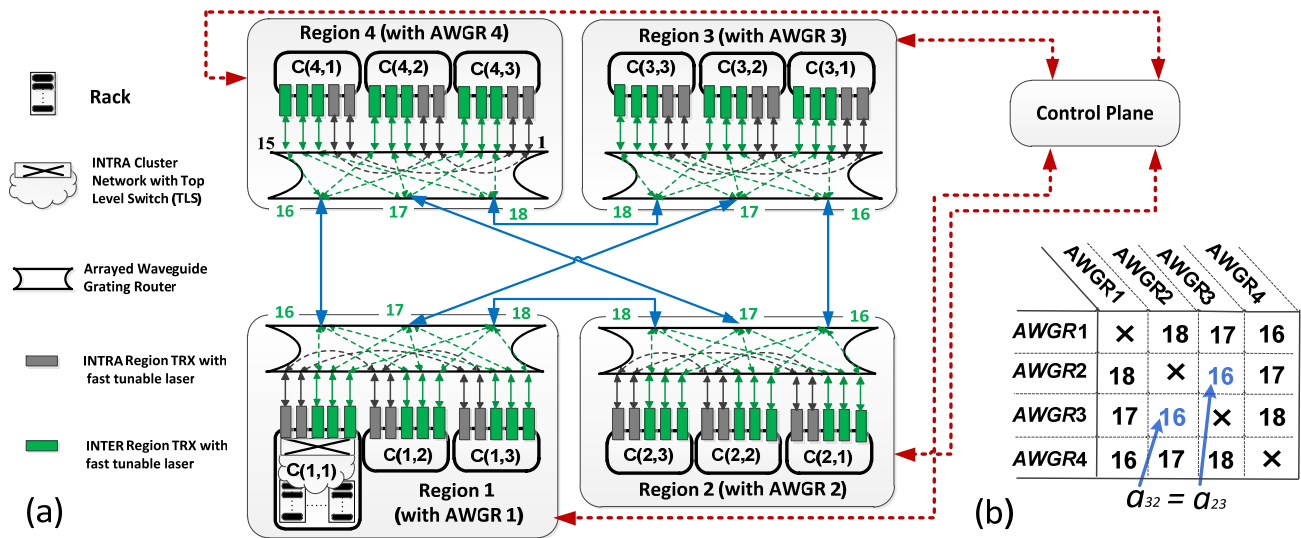 Rack
INTRA Cluster
Network with Top
Level Switch (TLS)
Arrayed Waveguide
Grating Router
INTRA Region TRX with
fast tunable laser
INTER Region TRX with
fast tunable laser
(a)
Region 4 (with AWGR 4)
C(4,1) C(4,2) C(4,3)
15 1
16 17 18
Region 3 (with AWGR 3)
C(3,3) C(3,2) C(3,1)
18 17 16
Control Plane
16 17 18
C(1,1) C(1,2) C(1,3)
Region 1
(with AWGR 1)
18 17 16
C(2,3) C(2,2) C(2,1)
Region 2 (with AWGR 2)
AWGR1 AWGR2 AWGR3 AWGR4
AWGR1 × 18 17 16
AWGR2 18 × 16 17
AWGR3 17 16 × 18
AWGR4 16 17 18 ×
a32 = a23
(b)